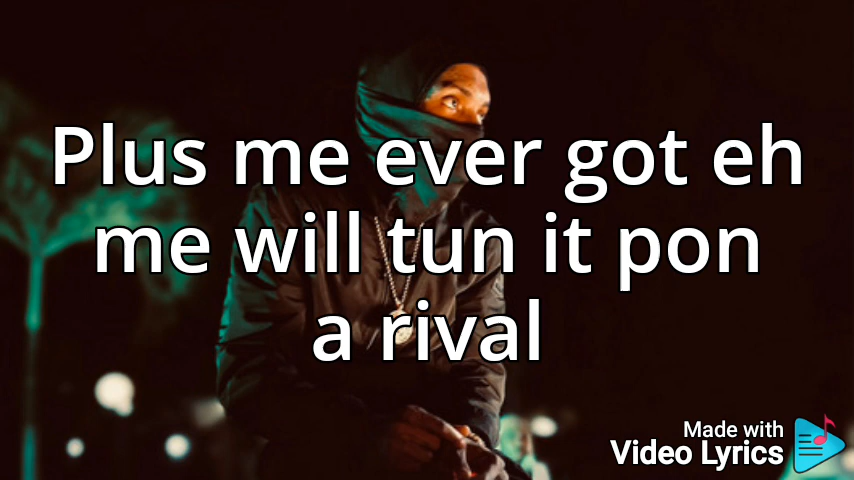 Plus me ever got eh
me will tun it pon
a rival
Made with
Video Lyrics